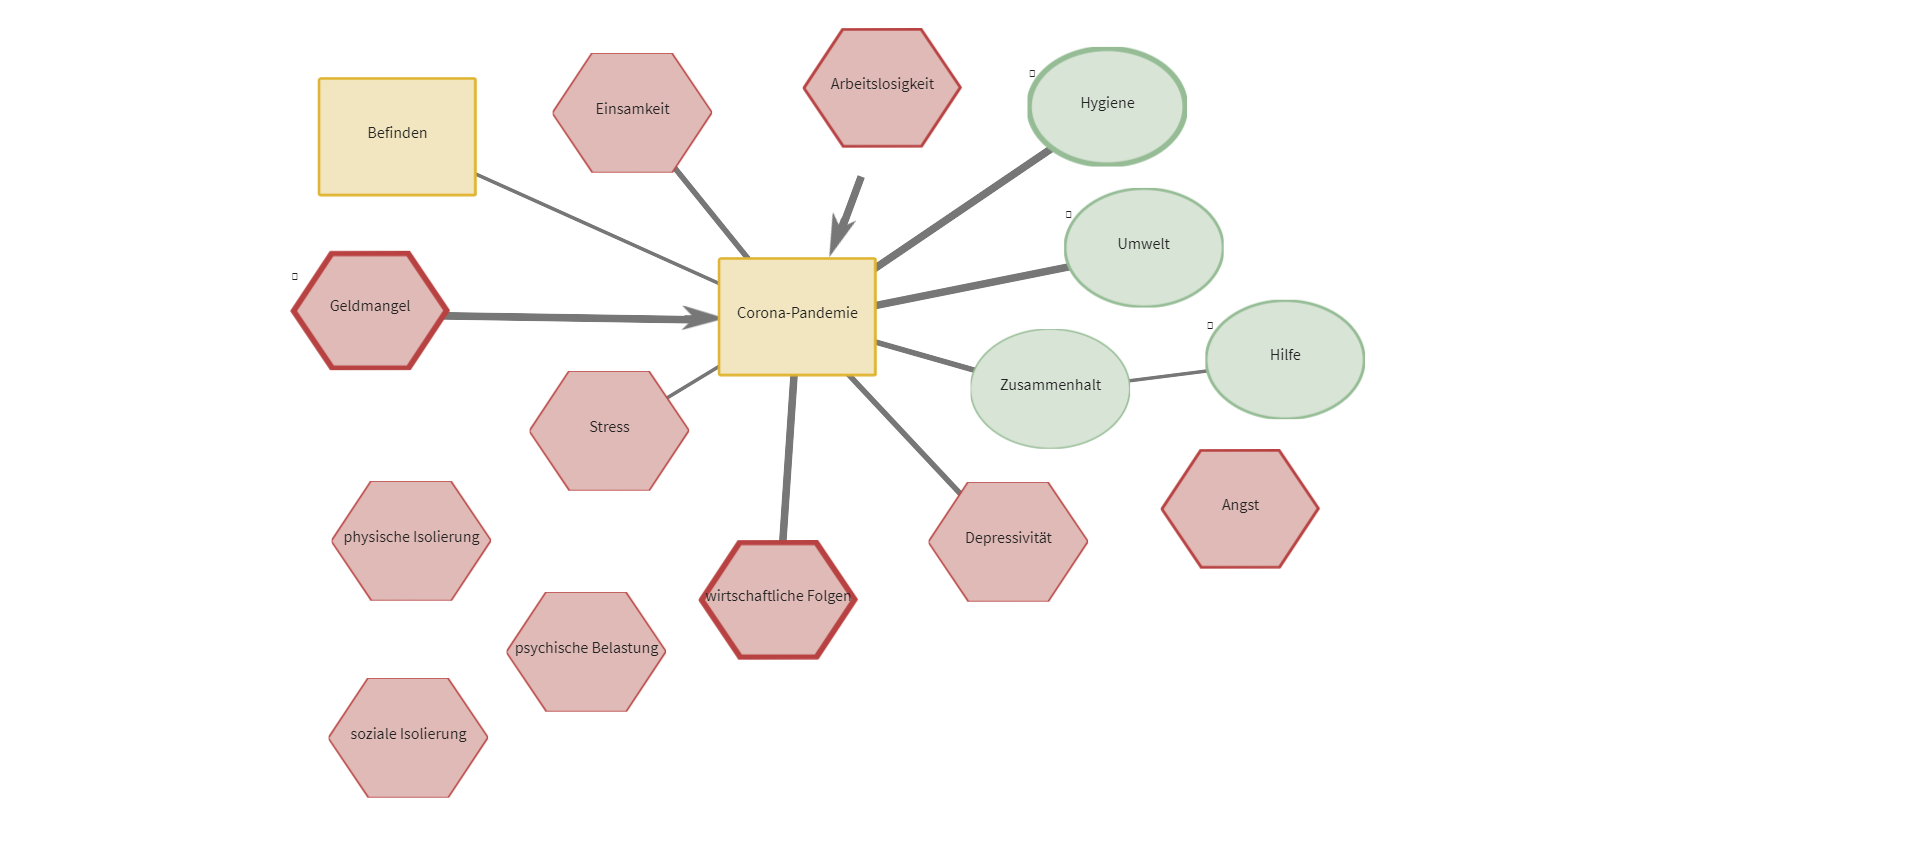 Arbeitslosigkeit
Hygiene
Einsamkeit
Befinden
Umwelt
Geldmangel
Corona-Pandemie
Hilfe
Zusammenhalt
Stress
Angst
physische Isolierung
Depressivität
wirtschaftliche Folgen
psychische Belastung
soziale Isolierung